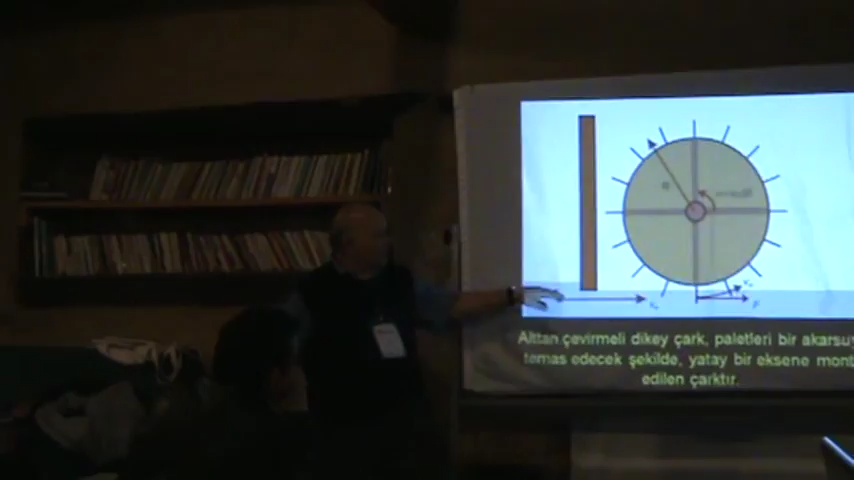 Alttan çevirmeli dikey çark, paletleri bir akarsuy
temas edecek şekilde, yatay bir eksene mont
edilen çarktır.